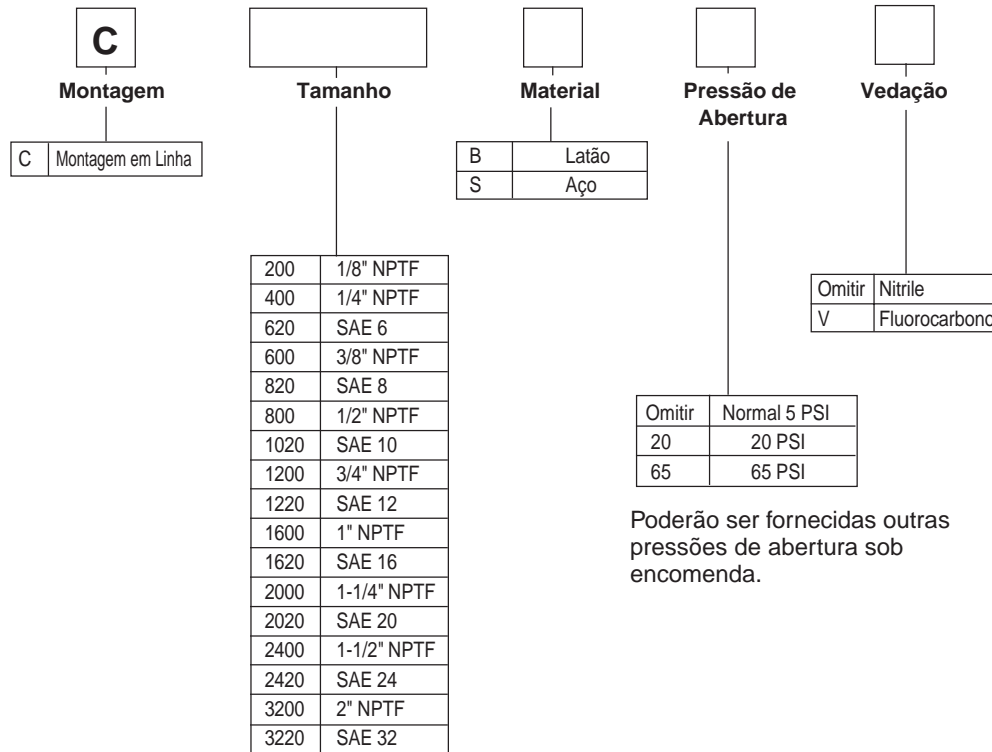 C
Montagem
Tamanho
Material
Pressão de
Abertura
Vedação
C Montagem em Linha
B Latão
S Aço
200 1/8" NPTF
400 1/4" NPTF
620 SAE 6
600 3/8" NPTF
820 SAE 8
800 1/2" NPTF
1020 SAE 10
1200 3/4" NPTF
1220 SAE 12
1600 1" NPTF
1620 SAE 16
2000 1-1/4" NPTF
2020 SAE 20
2400 1-1/2" NPTF
2420 SAE 24
3200 2" NPTF
3220 SAE 32
Omitir Normal 5 PSI
20 20 PSI
65 65 PSI
Poderão ser fornecidas outras
pressões de abertura sob
encomenda.
Omitir Nitrile
V Fluorocarbono